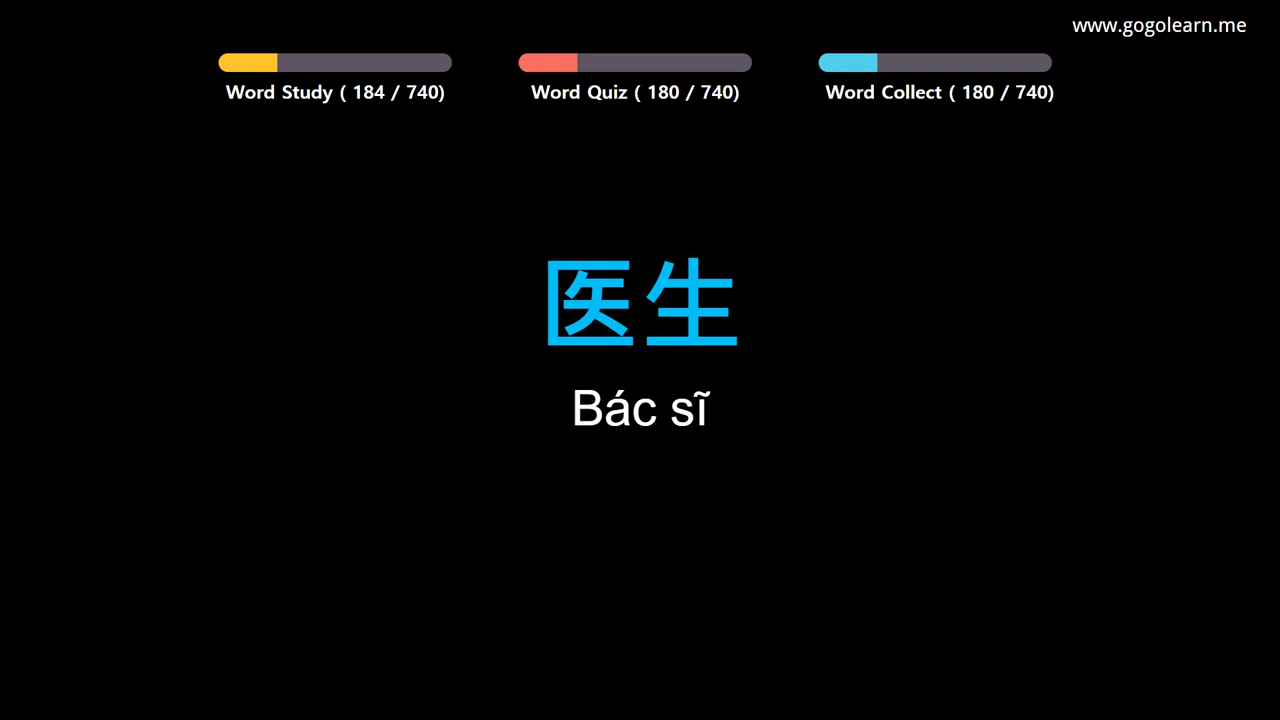 www.gogolearn.me
Word Study ( 184 / 740)
Word Quiz ( 180 / 740)
Word Collect ( 180 / 740)
医生
Bác sĩ